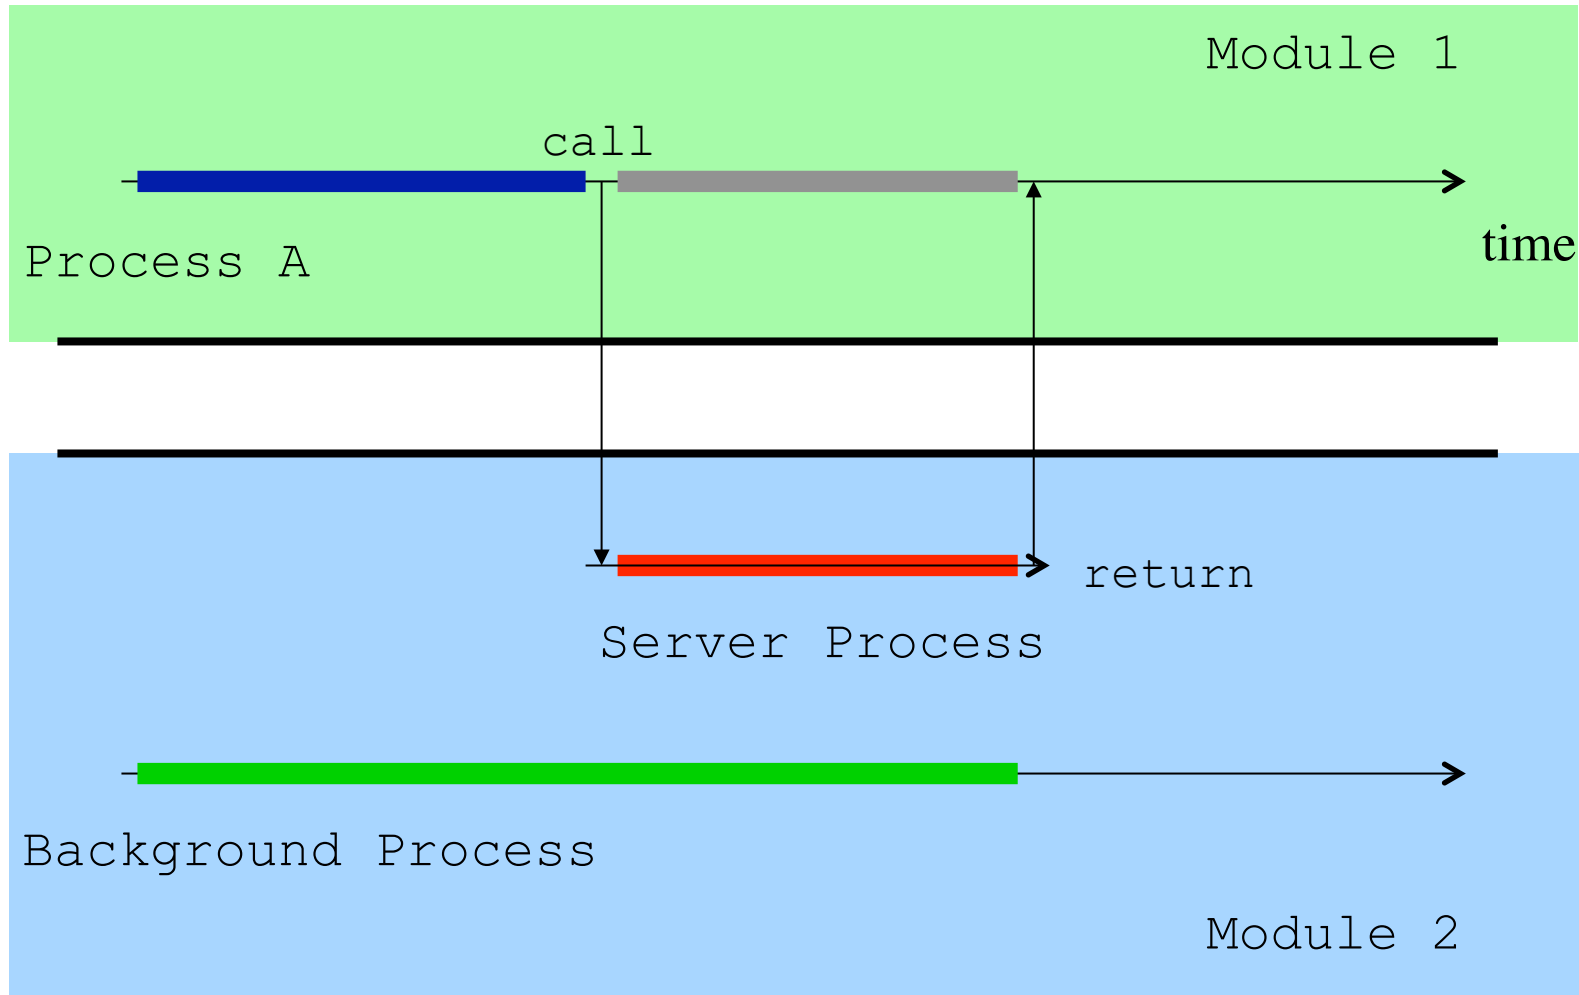 Module 1
call
Process A
time
return
Server Process
Background Process
Module 2